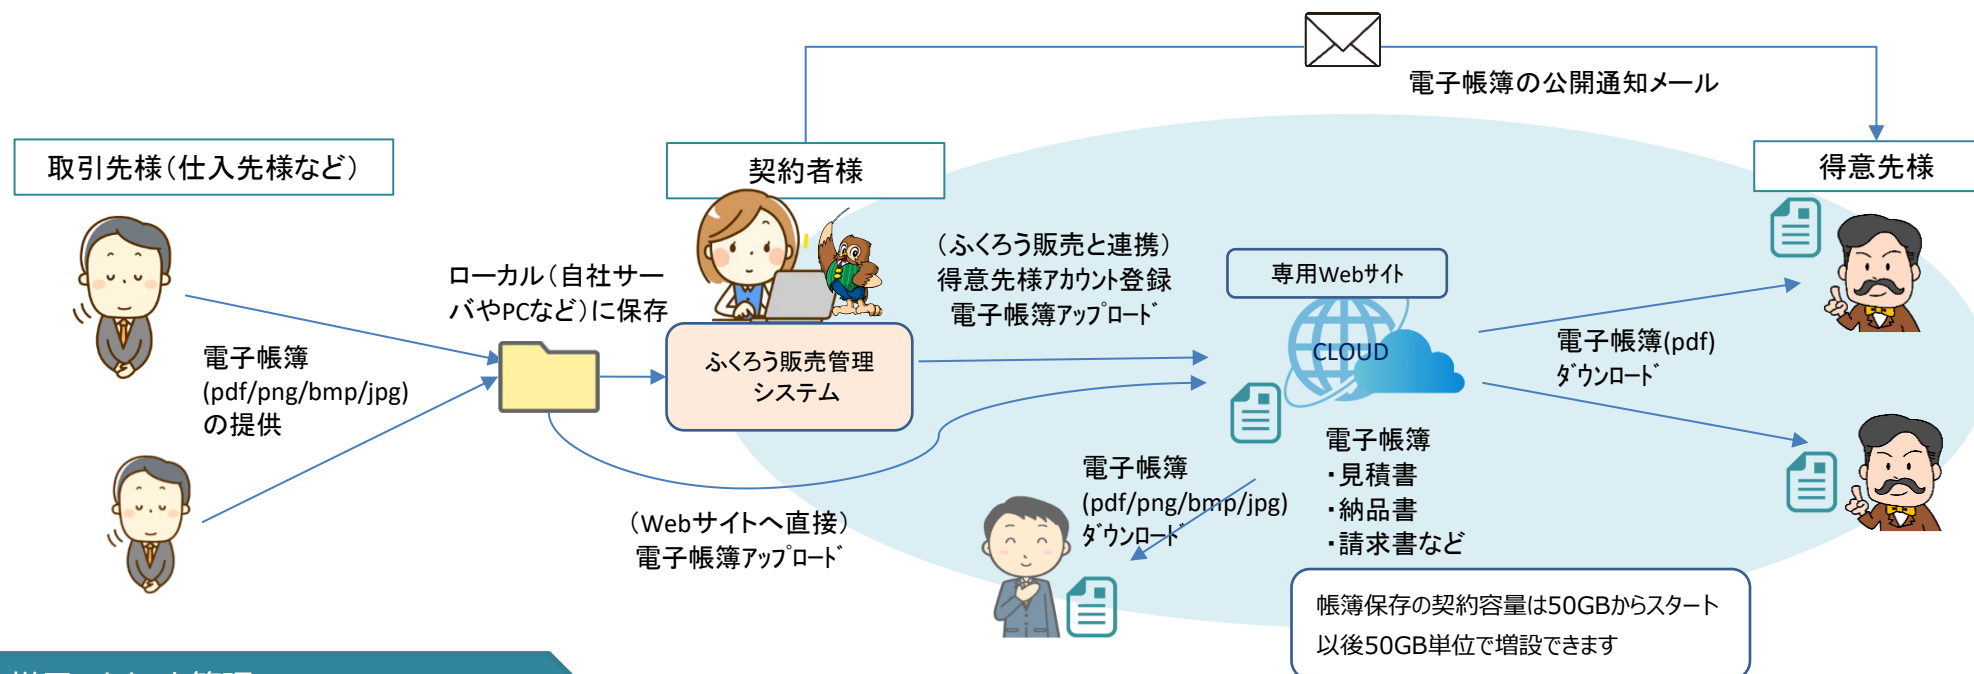 電子帳簿の公開通知メール
取引先様（仕入先様など）
契約者様
得意先様
ローカル（自社サー
バやPCなど）に保存
（ふくろう販売と連携）
得意先様アカウント登録
電子帳簿ｱｯﾌﾟﾛｰﾄﾞ
専用Webｻｲﾄ
CLOUD
電子帳簿
(pdf/png/bmp/jpg)
の提供
ふくろう販売管理
システム
電子帳簿(pdf)
ﾀﾞｳﾝﾛｰﾄﾞ
（Webサイトへ直接）
電子帳簿ｱｯﾌﾟﾛｰﾄﾞ
電子帳簿
(pdf/png/bmp/jpg)
ﾀﾞｳﾝﾛｰﾄﾞ
電子帳簿
・見積書
・納品書
・請求書など
帳簿保存の契約容量は50GBからスタート
以後50GB単位で増設できます